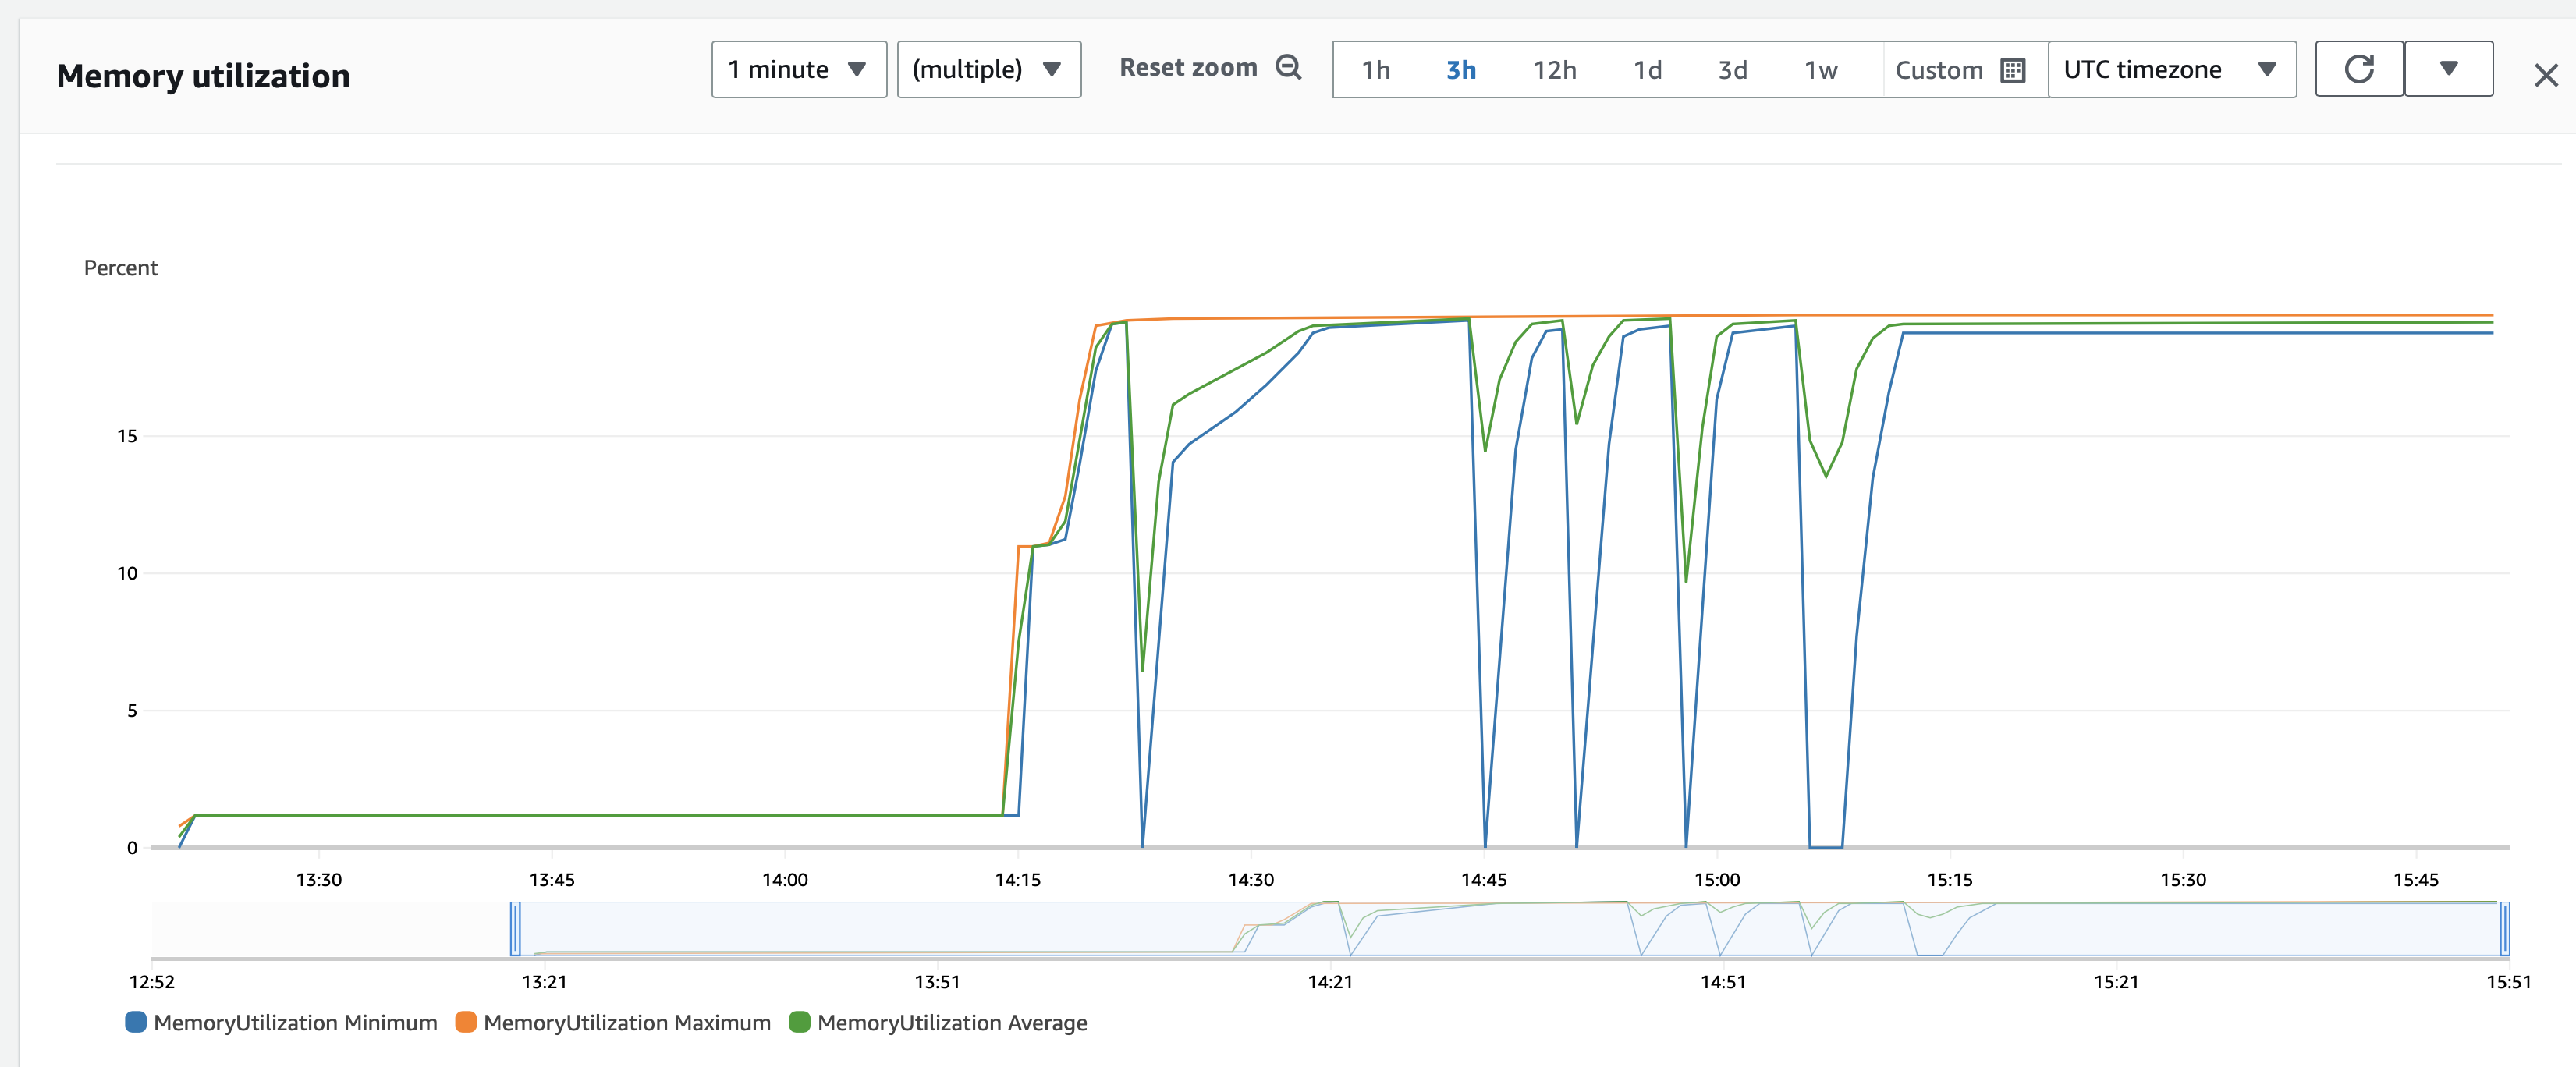 Memory utilization
1 minute
(multiple)
Reset zoom
1h 3h 12h 1d 3d 1w Custom
UTC timezone
Percent
15
10
5
0
13:30 13:45 14:00 14:15 14:30 14:45 15:00 15:15 15:30 15:45
12:52 13:21 13:51 14:21 14:51 15:21 15:51
MemoryUtilization Minimum MemoryUtilization Maximum MemoryUtilization Average